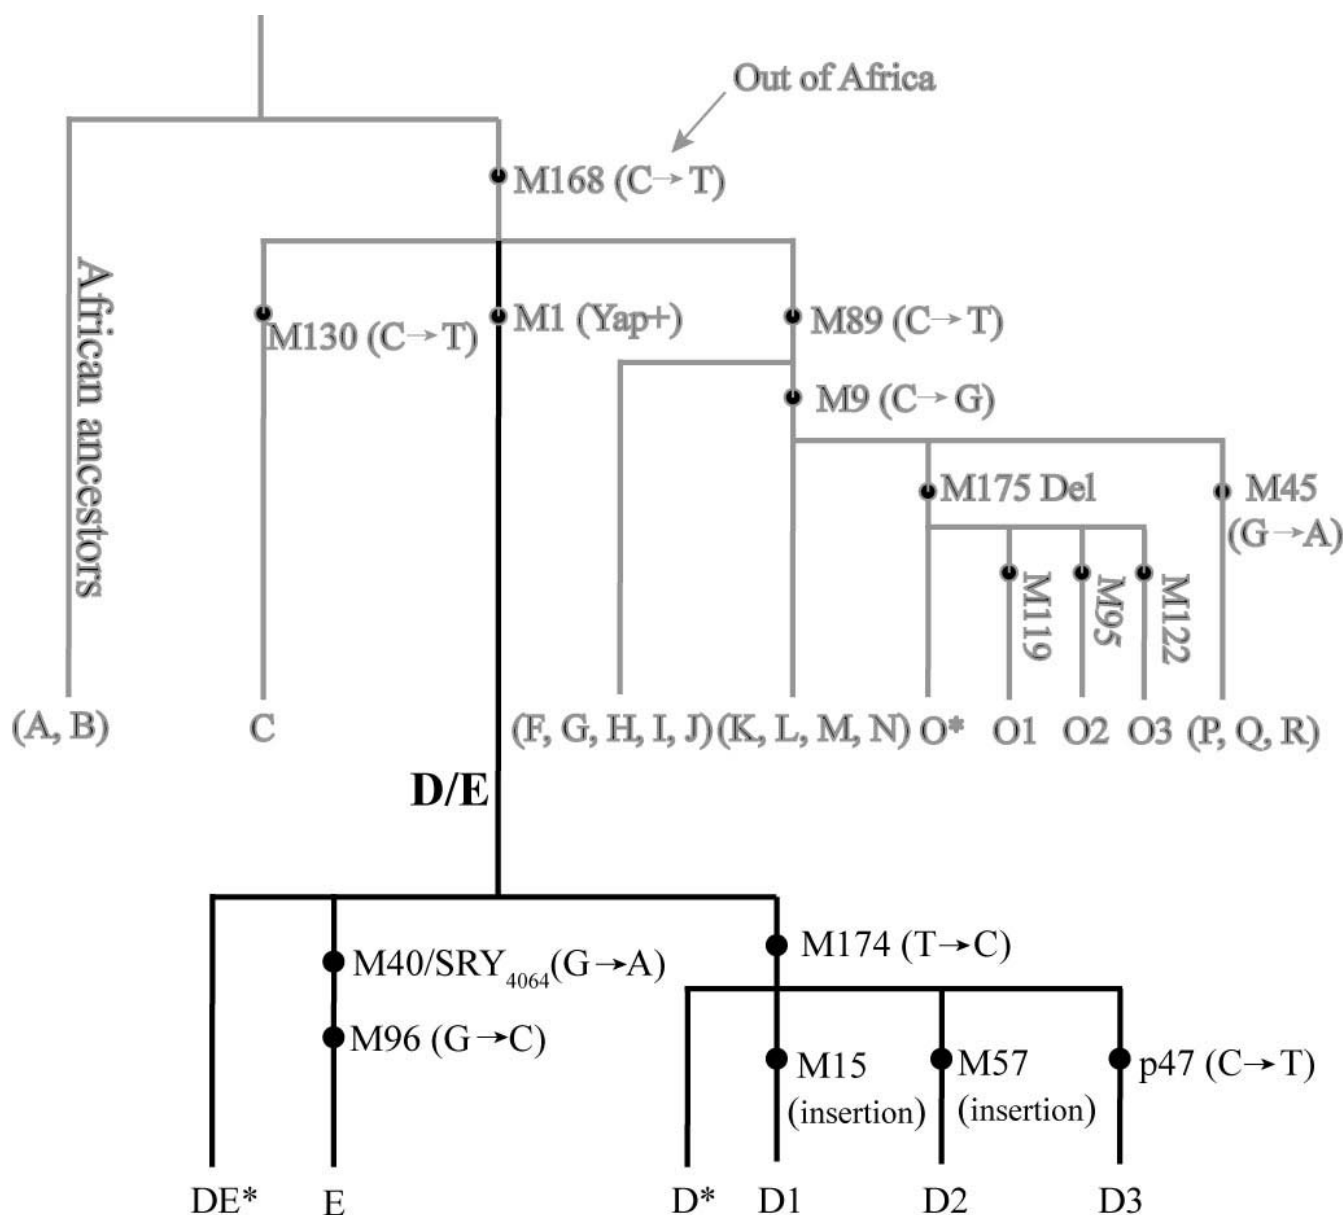 Out of Africa
M168 (C→T)
African ancestors
M130 (C→T)
M1 (Yap+)
M89 (C→T)
M9 (C→G)
M175 Del
M45
(G→A)
M119
M95
M122
(A, B)
C
(F, G, H, I, J)
(K, L, M, N)
O*
O1
O2
O3
(P, Q, R)
D/E
M174 (T→C)
M40/SRY4064(G→A)
M96 (G→C)
M15
(insertion)
M57
(insertion)
p47 (C→T)
DE*
E
D*
D1
D2
D3